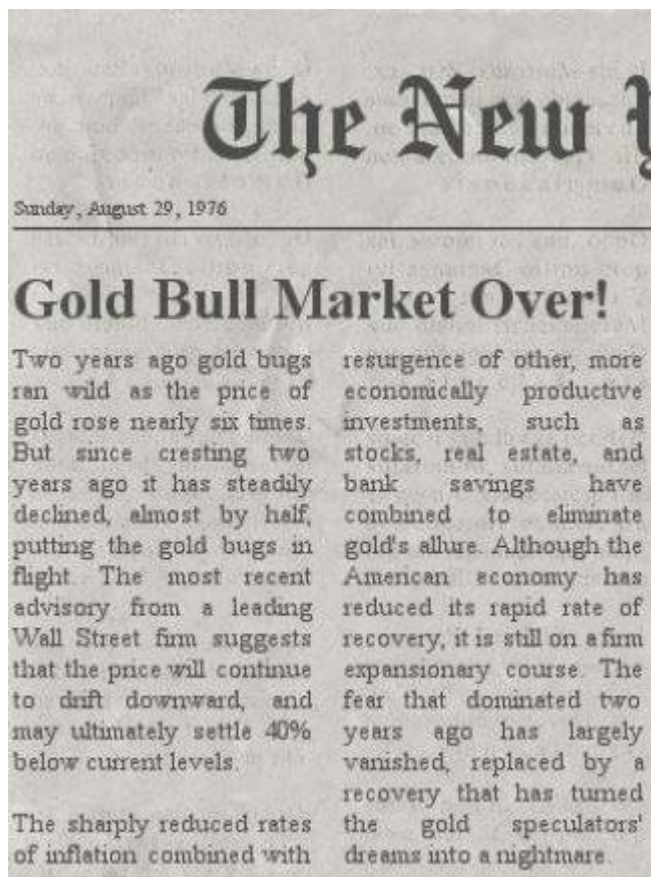 The New
Sunday, August 29, 1976
Gold Bull Market Over!
Two years ago gold bugs
ran wild as the price of
gold rose nearly six times.
But since cresting two
years ago it has steadily
declined, almost by half,
putting the gold bugs in
flight. The most recent
advisory from a leading
Wall Street firm suggests
that the price will continue
to drift downward, and
may ultimately settle 40%
below current levels.
The sharply reduced rates
of inflation combined with
resurgence of other, more
economically productive
investments, such as
stocks, real estate, and
bank savings have
combined to eliminate
gold's allure. Although the
American economy has
reduced its rapid rate of
recovery, it is still on a firm
expansionary course. The
fear that dominated two
years ago has largely
vanished, replaced by a
recovery that has turned
the gold speculators'
dreams into a nightmare.